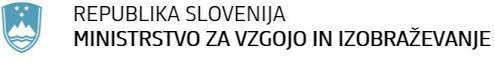 REPUBLIKA SLOVENIJA
MINISTRSTVO ZA VZGOJO IN IZOBRAŽEVANJE